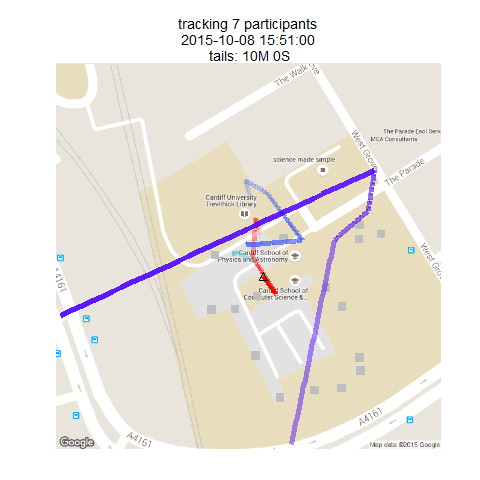 tracking 7 participants
2015-10-08 15:51:00
tails: 10M 0S
The Walk
West Grove
The Parade Esol Serv
MCA Consultants
science made simple
The Parade
Cardiff University
Trevithick Library
West Grove
Cardiff School of
Physics and Astronomy
Cardiff School of
Computer Science &...
A4161
A4161
A4161
Google
Map data ©2015 Google